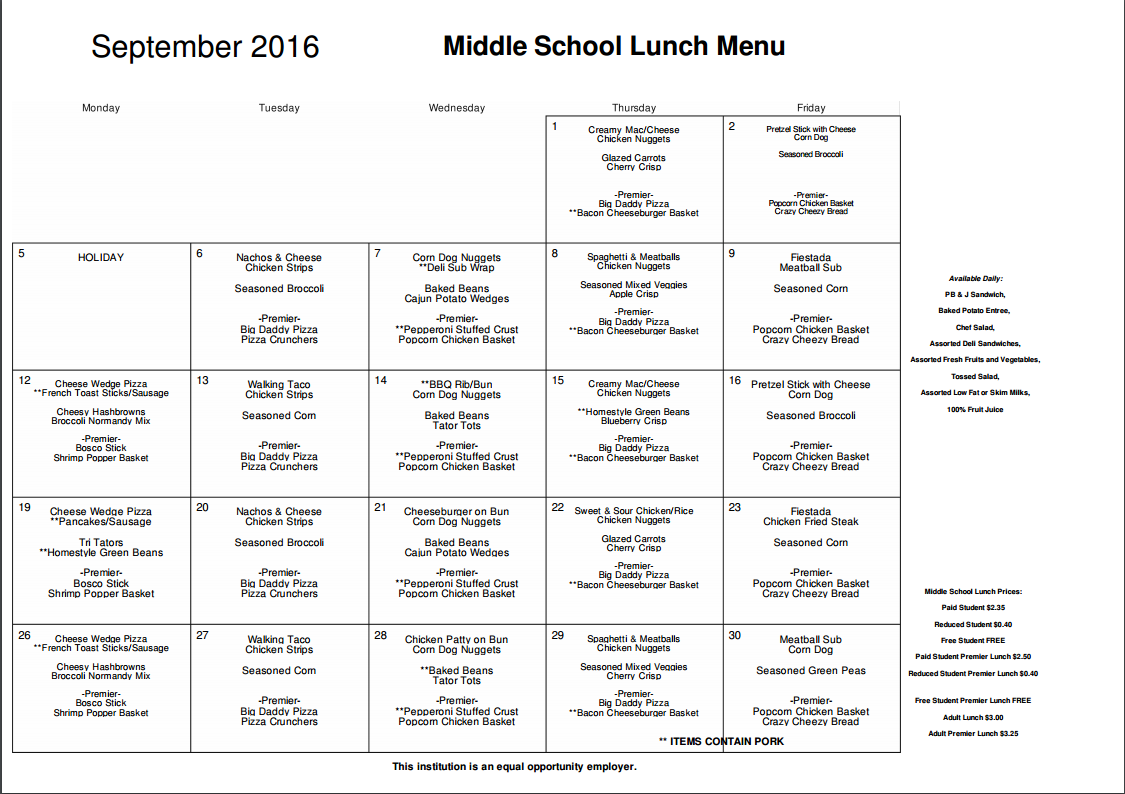 September 2016
Middle School Lunch Menu
Monday
Tuesday
Wednesday
Thursday
Friday
1
Creamy Mac/Cheese
Chicken Nuggets
Glazed Carrots
Cherry Crisp
-Premier-
Big Daddy Pizza
**Bacon Cheeseburger Basket
2
Pretzel Stick with Cheese
Corn Dog
Seasoned Broccoli
-Premier-
Popcorn Chicken Basket
Crazy Cheezy Bread
5
HOLIDAY
6
Nachos & Cheese
Chicken Strips
Seasoned Broccoli
-Premier-
Big Daddy Pizza
Pizza Crunchers
7
Corn Dog Nuggets
**Deli Sub Wrap
Baked Beans
Cajun Potato Wedges
-Premier-
**Pepperoni Stuffed Crust
Popcorn Chicken Basket
8
Spaghetti & Meatballs
Chicken Nuggets
Seasoned Mixed Veggies
Apple Crisp
-Premier-
Big Daddy Pizza
**Bacon Cheeseburger Basket
9
Fiestada
Meatball Sub
Seasoned Corn
-Premier-
Popcorn Chicken Basket
Crazy Cheezy Bread
12
Cheese Wedge Pizza
**French Toast Sticks/Sausage
Cheesy Hashbrowns
Broccoli Normandy Mix
-Premier-
Bosco Stick
Shrimp Popper Basket
13
Walking Taco
Chicken Strips
Seasoned Corn
-Premier-
Big Daddy Pizza
Pizza Crunchers
14
**BBQ Rib/Bun
Corn Dog Nuggets
Baked Beans
Tator Tots
-Premier-
**Pepperoni Stuffed Crust
Popcorn Chicken Basket
15
Creamy Mac/Cheese
Chicken Nuggets
**Homestyle Green Beans
Blueberry Crisp
-Premier-
Big Daddy Pizza
**Bacon Cheeseburger Basket
16
Pretzel Stick with Cheese
Corn Dog
Seasoned Broccoli
-Premier-
Popcorn Chicken Basket
Crazy Cheezy Bread
19
Cheese Wedge Pizza
**Pancakes/Sausage
Tri Tators
**Homestyle Green Beans
-Premier-
Bosco Stick
Shrimp Popper Basket
20
Nachos & Cheese
Chicken Strips
Seasoned Broccoli
-Premier-
Big Daddy Pizza
Pizza Crunchers
21
Cheeseburger on Bun
Corn Dog Nuggets
Baked Beans
Cajun Potato Wedges
-Premier-
**Pepperoni Stuffed Crust
Popcorn Chicken Basket
22
Sweet & Sour Chicken/Rice
Chicken Nuggets
Glazed Carrots
Cherry Crisp
-Premier-
Big Daddy Pizza
**Bacon Cheeseburger Basket
23
Fiestada
Chicken Fried Steak
Seasoned Corn
-Premier-
Popcorn Chicken Basket
Crazy Cheezy Bread
26
Cheese Wedge Pizza
**French Toast Sticks/Sausage
Cheesy Hashbrowns
Broccoli Normandy Mix
-Premier-
Bosco Stick
Shrimp Popper Basket
27
Walking Taco
Chicken Strips
Seasoned Corn
-Premier-
Big Daddy Pizza
Pizza Crunchers
28
Chicken Patty on Bun
Corn Dog Nuggets
**Baked Beans
Tator Tots
-Premier-
**Pepperoni Stuffed Crust
Popcorn Chicken Basket
29
Spaghetti & Meatballs
Chicken Nuggets
Seasoned Mixed Veggies
Cherry Crisp
-Premier-
Big Daddy Pizza
**Bacon Cheeseburger Basket
30
Meatball Sub
Corn Dog
Seasoned Green Peas
-Premier-
Popcorn Chicken Basket
Crazy Cheezy Bread
** ITEMS CONTAIN PORK
Available Daily:
PB & J Sandwich,
Baked Potato Entree,
Chef Salad,
Assorted Deli Sandwiches,
Assorted Fresh Fruits and Vegetables,
Tossed Salad,
Assorted Low Fat or Skim Milks,
100% Fruit Juice
Middle School Lunch Prices:
Paid Student $2.35
Reduced Student $0.40
Free Student FREE
Paid Student Premier Lunch $2.50
Reduced Student Premier Lunch $0.40
Free Student Premier Lunch FREE
Adult Lunch $3.00
Adult Premier Lunch $3.25
This institution is an equal opportunity employer.